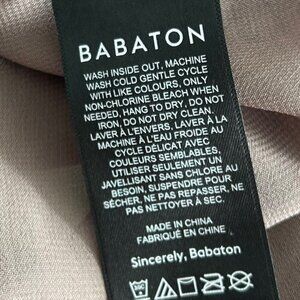 BABATON
WASH INSIDE OUT, MACHINE
WASH COLD GENTLE CYCLE
WITH LIKE COLOURS, ONLY
NON-CHLORINE BLEACH WHEN
NEEDED, HANG TO DRY, DO NOT
IRON, DO NOT DRY CLEAN.
LAVER À L'ENVERS, LAVER À LA
MACHINE À L'EAU FROIDE AU
CYCLE DÉLICAT AVEC
COULEURS SEMBLABLES,
UTILISER SEULEMENT UN
JAVELLISANT SANS CHLORE AU
BESOIN, SUSPENDRE POUR
SÉCHER, NE PAS REPASSER, NE
PAS NETTOYER À SEC.
MADE IN CHINA
FABRIQUÉ EN CHINE
Sincerely, Babaton